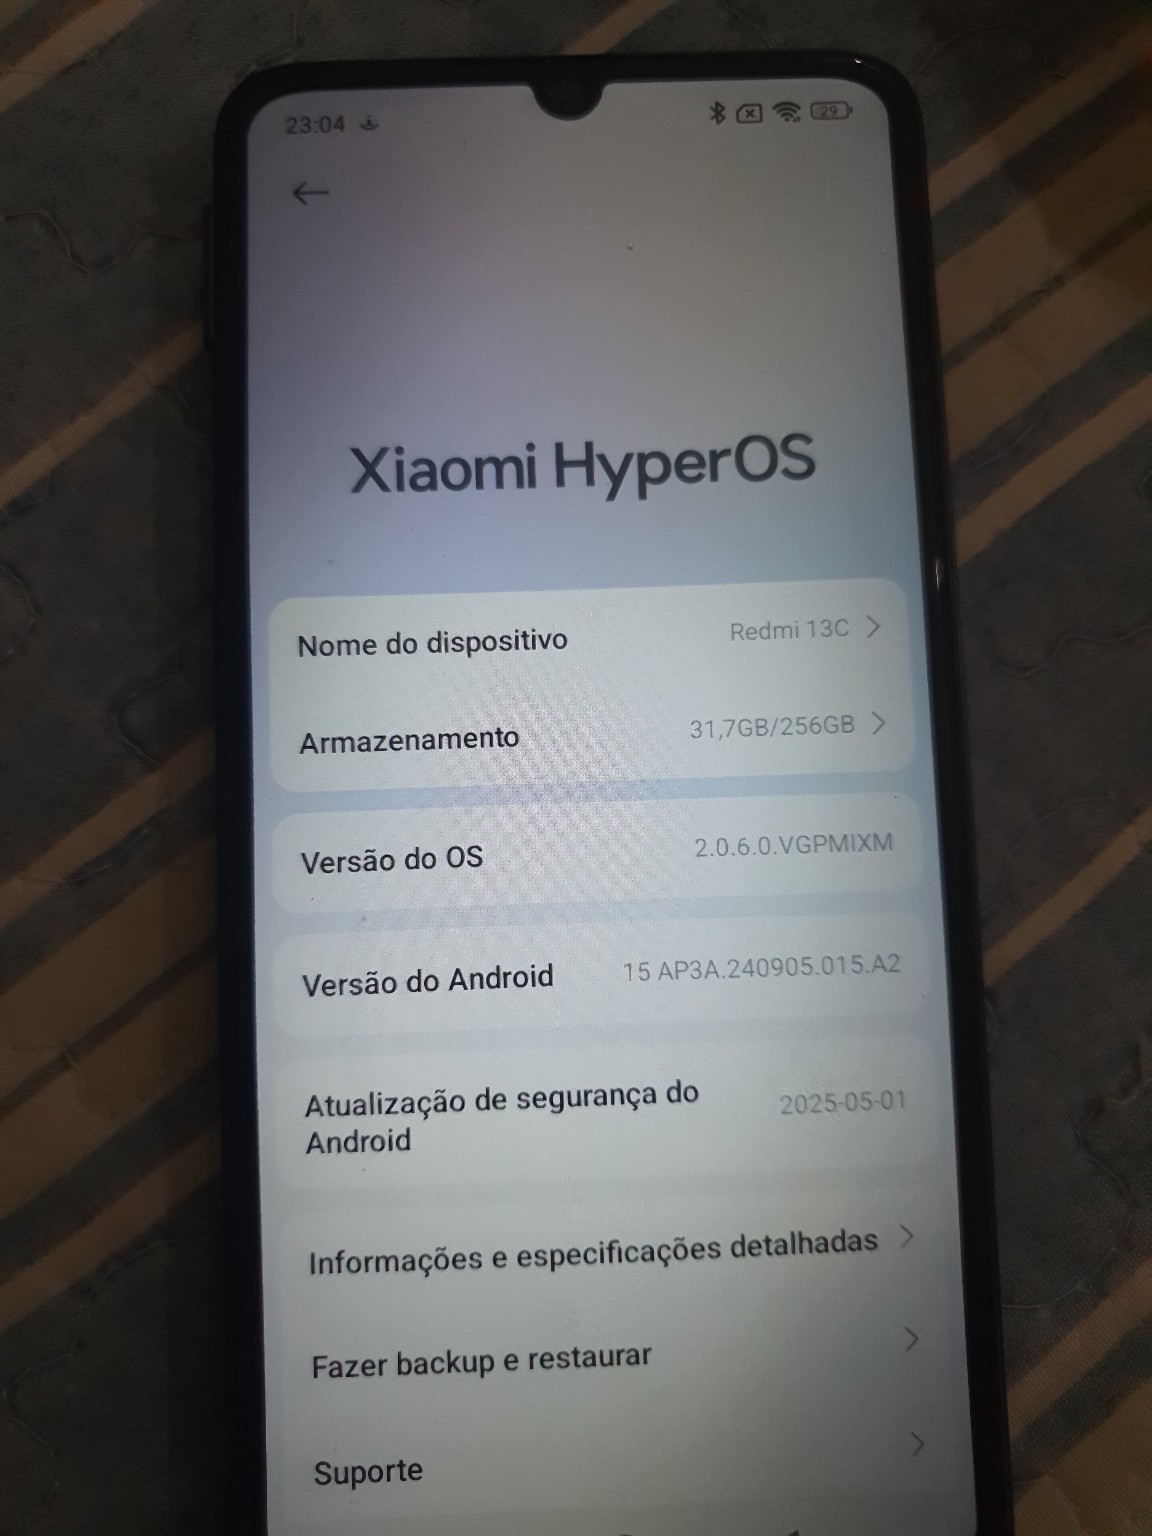 23:04 29
Xiaomi HyperOS
Nome do dispositivo Redmi 13C
Armazenamento 31,7GB/256GB
Versão do OS 2.0.6.0.VGPMIXM
Versão do Android 15 AP3A.240905.015.A2
Atualização de segurança do
Android 2025-05-01
Informações e especificações detalhadas
Fazer backup e restaurar
Suporte